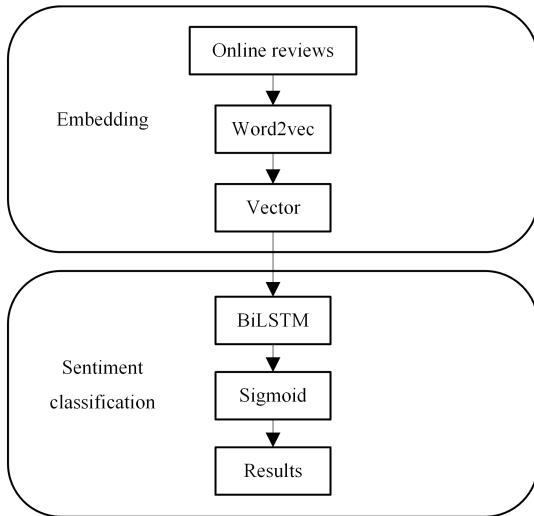 Online reviews
Embedding
Word2vec
Vector
BiLSTM
Sentiment
classification
Sigmoid
Results